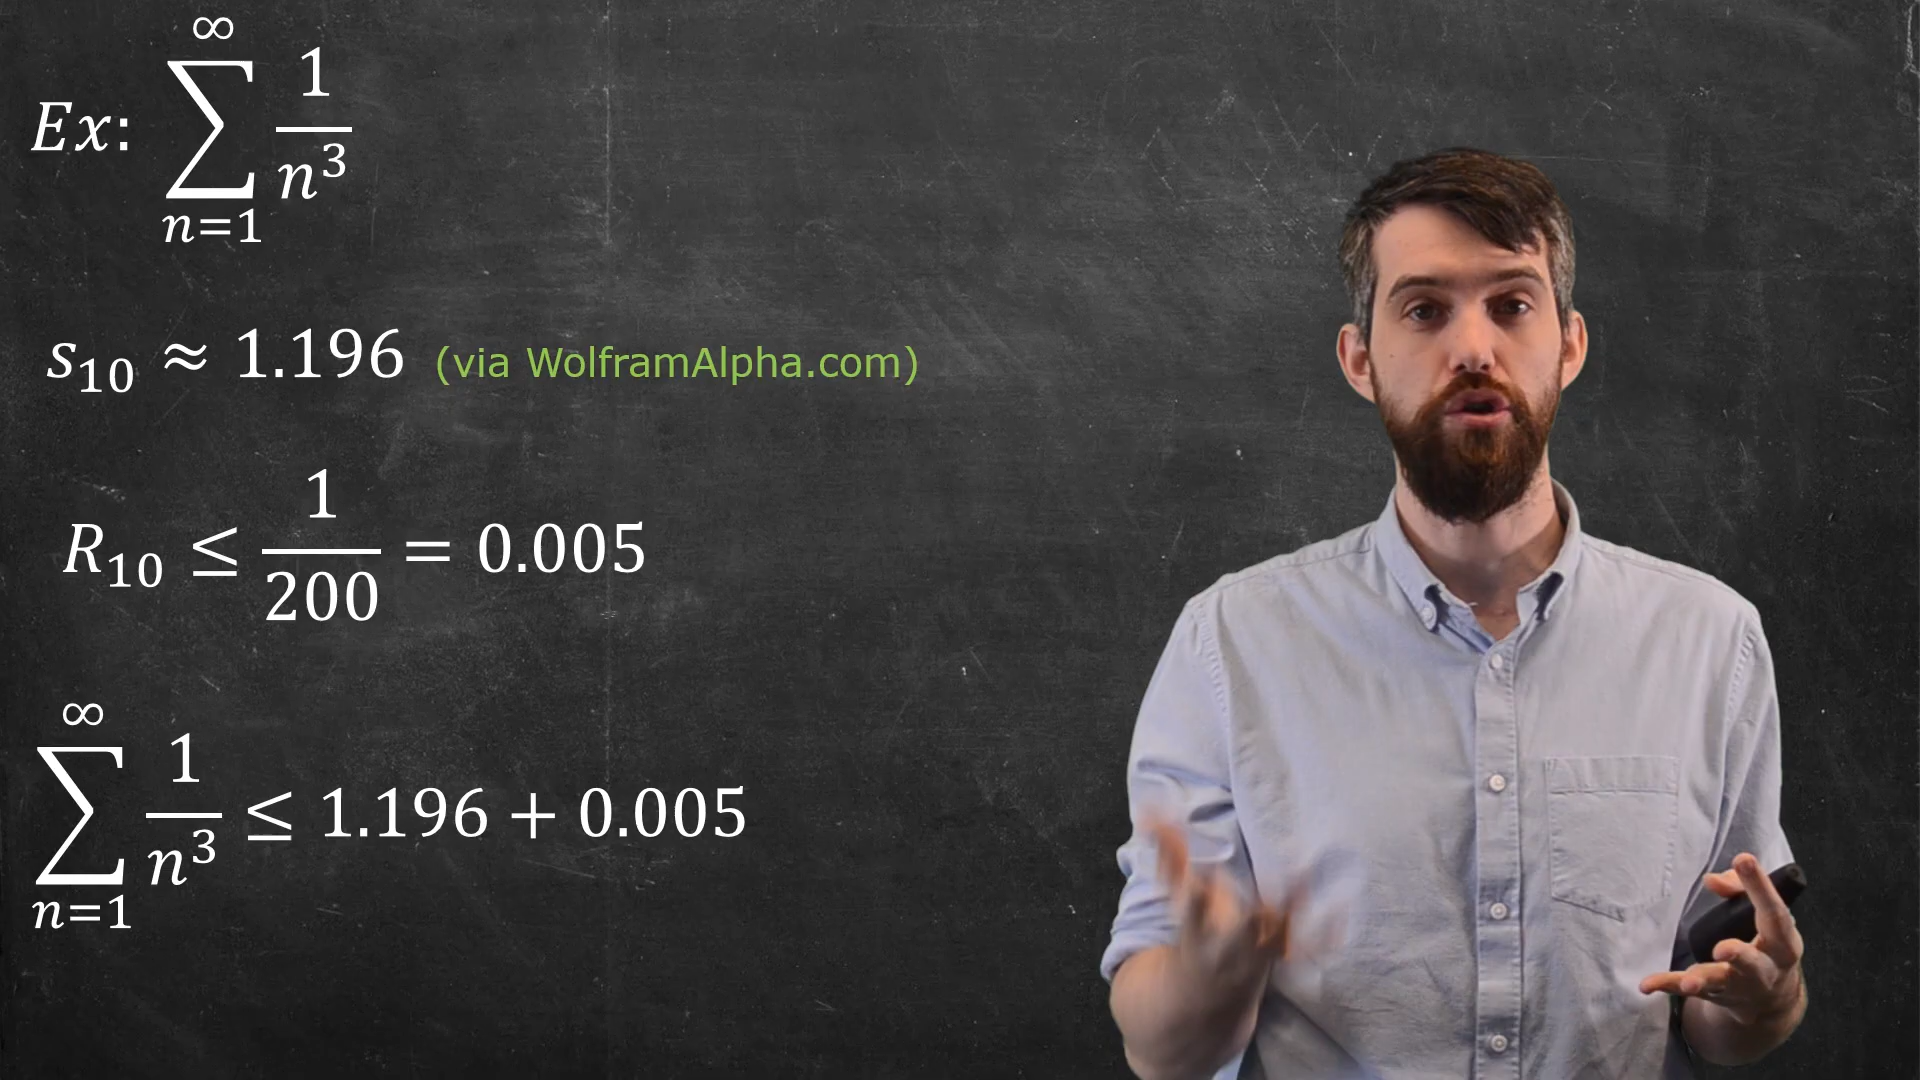 Ex: ∑_{n=1}^{∞} 1/n³
s₁₀ ≈ 1.196 (via WolframAlpha.com)
R₁₀ ≤ 1/200 = 0.005
∑_{n=1}^{∞} 1/n³ ≤ 1.196 + 0.005